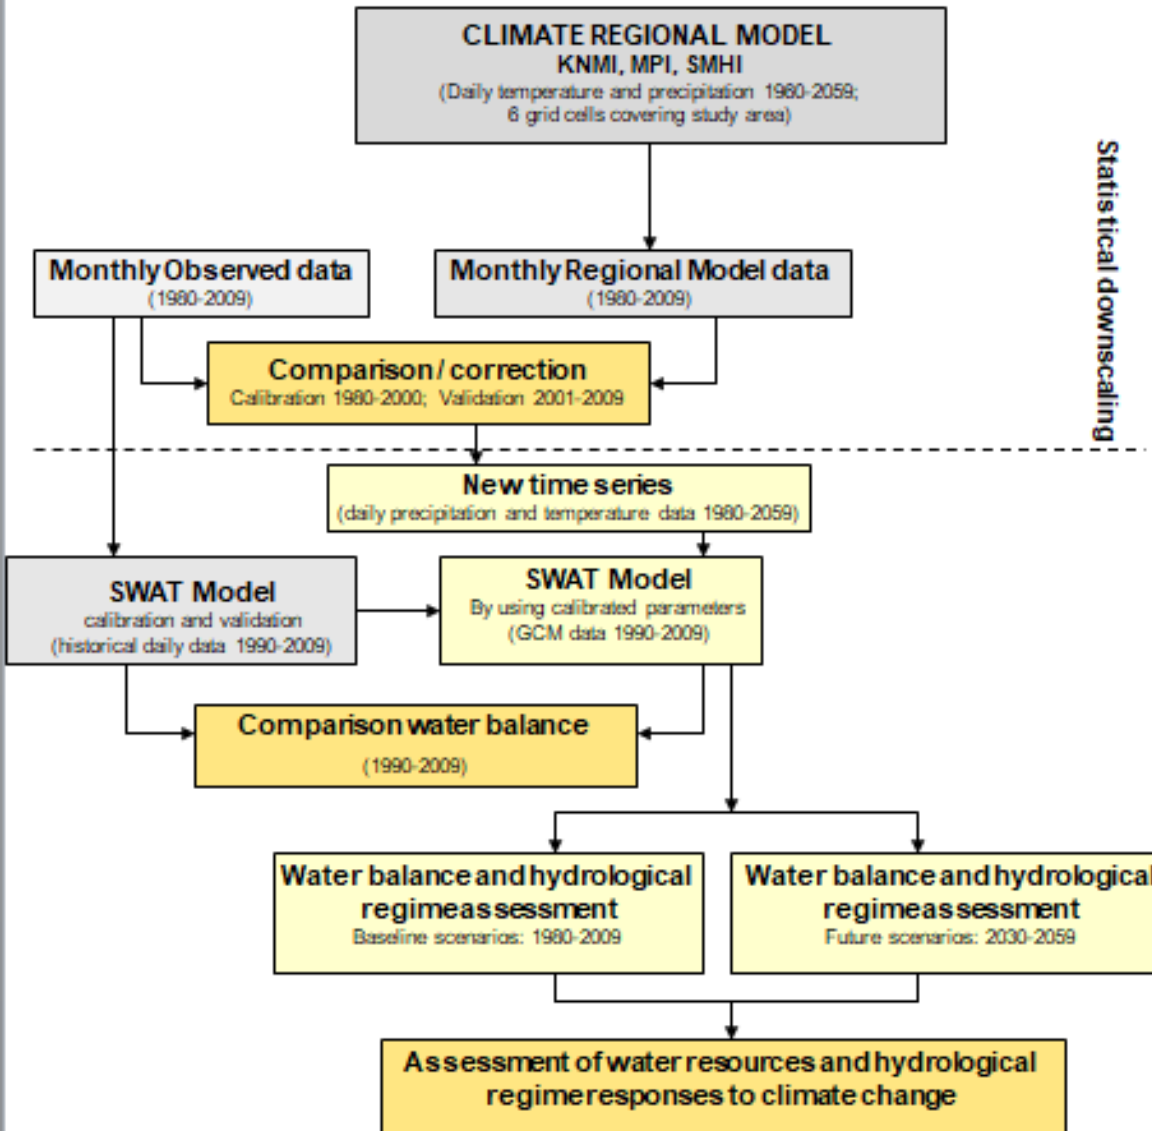 CLIMATE REGIONAL MODEL
KNMI, MPI, SMHI
(Daily temperature and precipitation 1960-2059;
6 grid cells covering study area)
Statistical downscaling
Monthly Observed data
(1980-2009)
Monthly Regional Model data
(1980-2009)
Comparison / correction
Calibration 1980-2000; Validation 2001-2009
New time series
(daily precipitation and temperature data 1980-2059)
SWAT Model
calibration and validation
(historical daily data 1990-2009)
SWAT Model
By using calibrated parameters
(GCM data 1990-2009)
Comparison water balance
(1990-2009)
Water balance and hydrological
regime assessment
Baseline scenarios: 1980-2009
Water balance and hydrological
regime assessment
Future scenarios: 2030-2059
Assessment of water resources and hydrological
regime responses to climate change